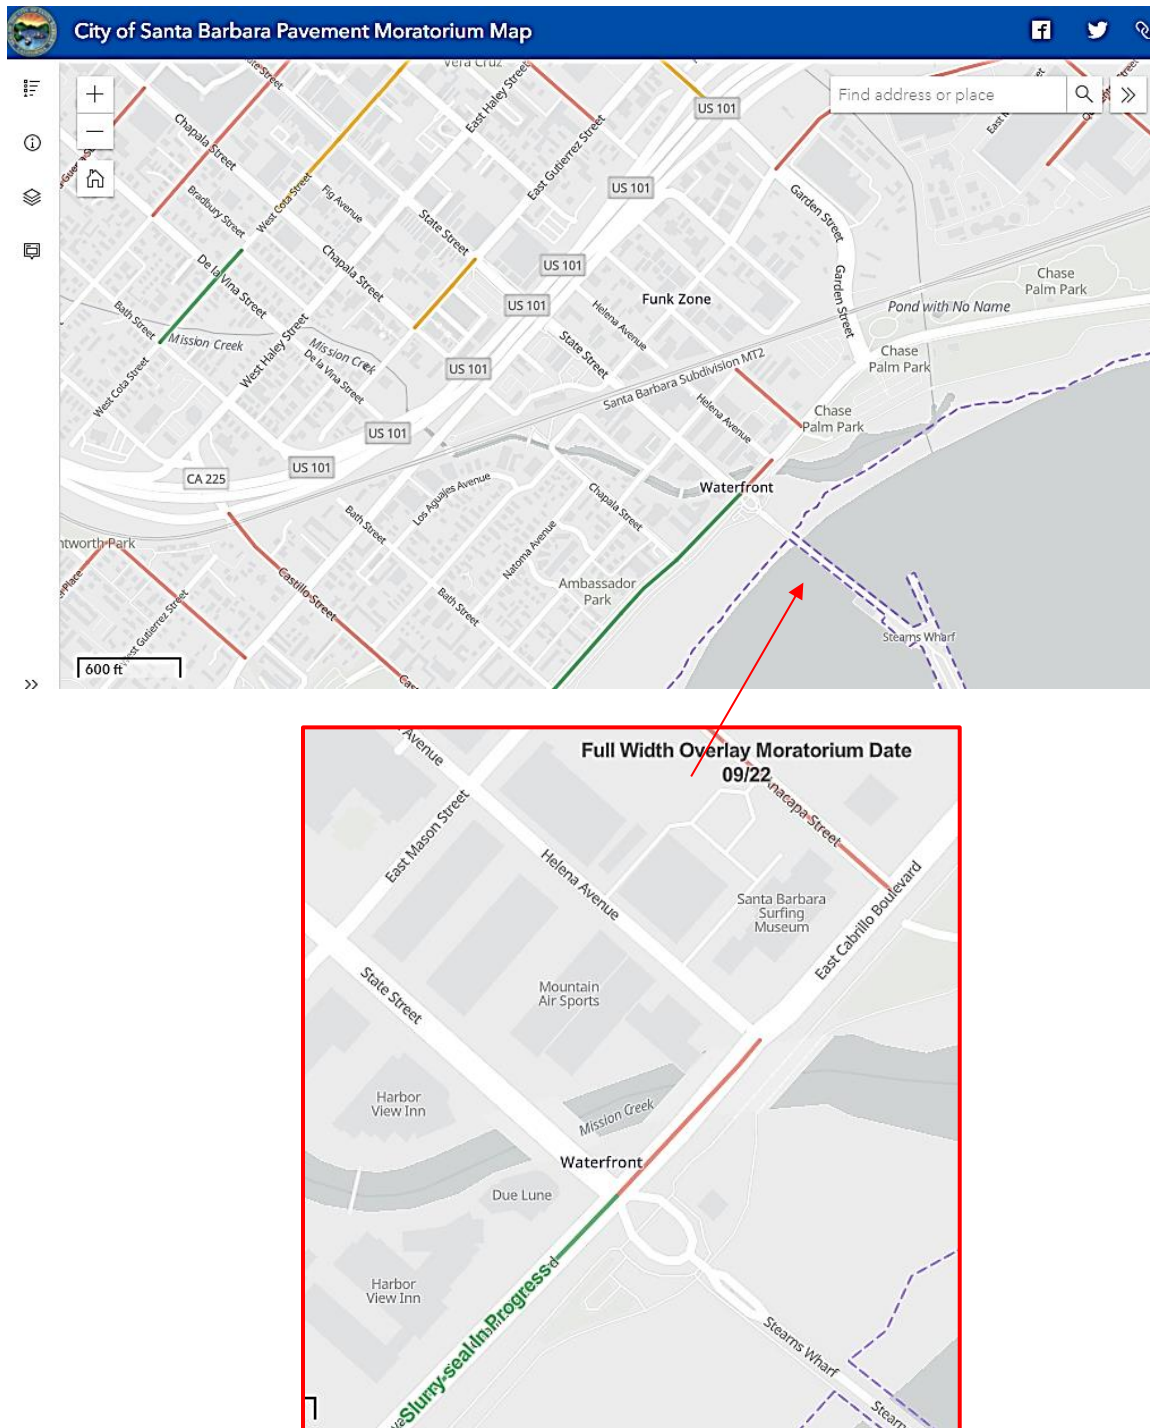 City of Santa Barbara Pavement Moratorium Map
Find address or place
Vera Cruz
US 101
East Haley Street
Chapala Street
East Gutierrez Street
US 101
Bradbury Street
West Cota Street
Fig Avenue
State Street
Garden Street
Chapala Street
De la Vina Street
US 101
Garden Street
Chase
Palm Park
Funk Zone
Pond with No Name
US 101
Helena Avenue
Bath Street
Mission Creek
West Haley Street
Mission Creek
State Street
Chase
Palm Park
De la Vina Street
US 101
Santa Barbara Subdivision MT2
West Cota Street
Helena Avenue
Chase
Palm Park
US 101
CA 225
US 101
Los Aguajes Avenue
Waterfront
Chapala Street
Bath Street
ntworth Park
Natoma Avenue
Castillo Street
Ambassador
Park
Bath Street
West Gutierrez Street
Stearns Wharf
600 ft
Avenue
Full Width Overlay Moratorium Date
09/22
Anacapa Street
East Mason Street
Helena Avenue
Santa Barbara
Surfing
Museum
East Cabrillo Boulevard
State Street
Mountain
Air Sports
Harbor
View Inn
Mission Creek
Waterfront
Due Lune
Harbor
View Inn
Slurry-seal In Progress
Stearns Wharf
Stearns